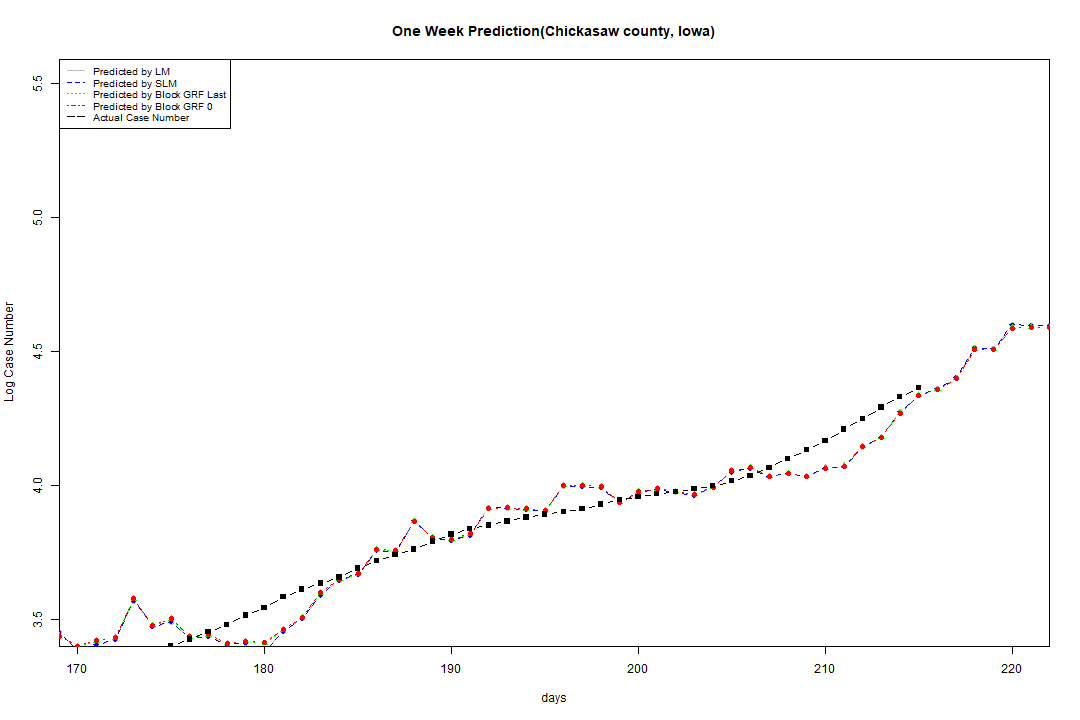 One Week Prediction(Chickasaw county, Iowa)
Predicted by LM
Predicted by SLM
Predicted by Block GRF Last
Predicted by Block GRF 0
Actual Case Number
5.5
5.0
4.5
4.0
3.5
Log Case Number
170 180 190 200 210 220
days